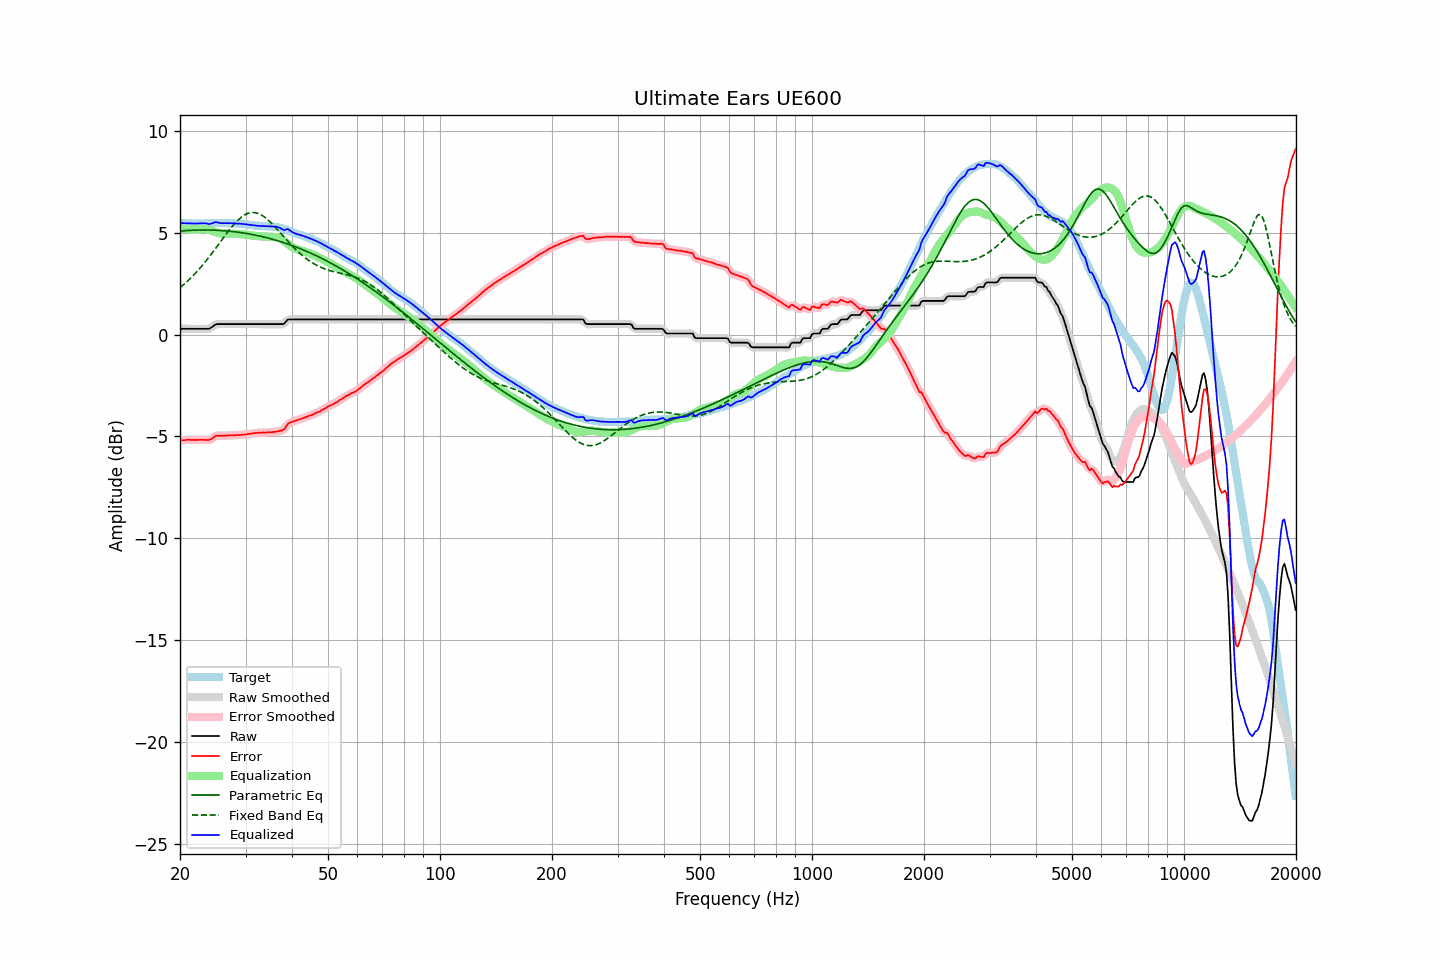 Ultimate Ears UE600
10
5
0
−5
−10
−15
−20
−25
Amplitude (dBr)
Target
Raw Smoothed
Error Smoothed
Raw
Error
Equalization
Parametric Eq
Fixed Band Eq
Equalized
20
50
100
200
500
1000
2000
5000
10000
20000
Frequency (Hz)